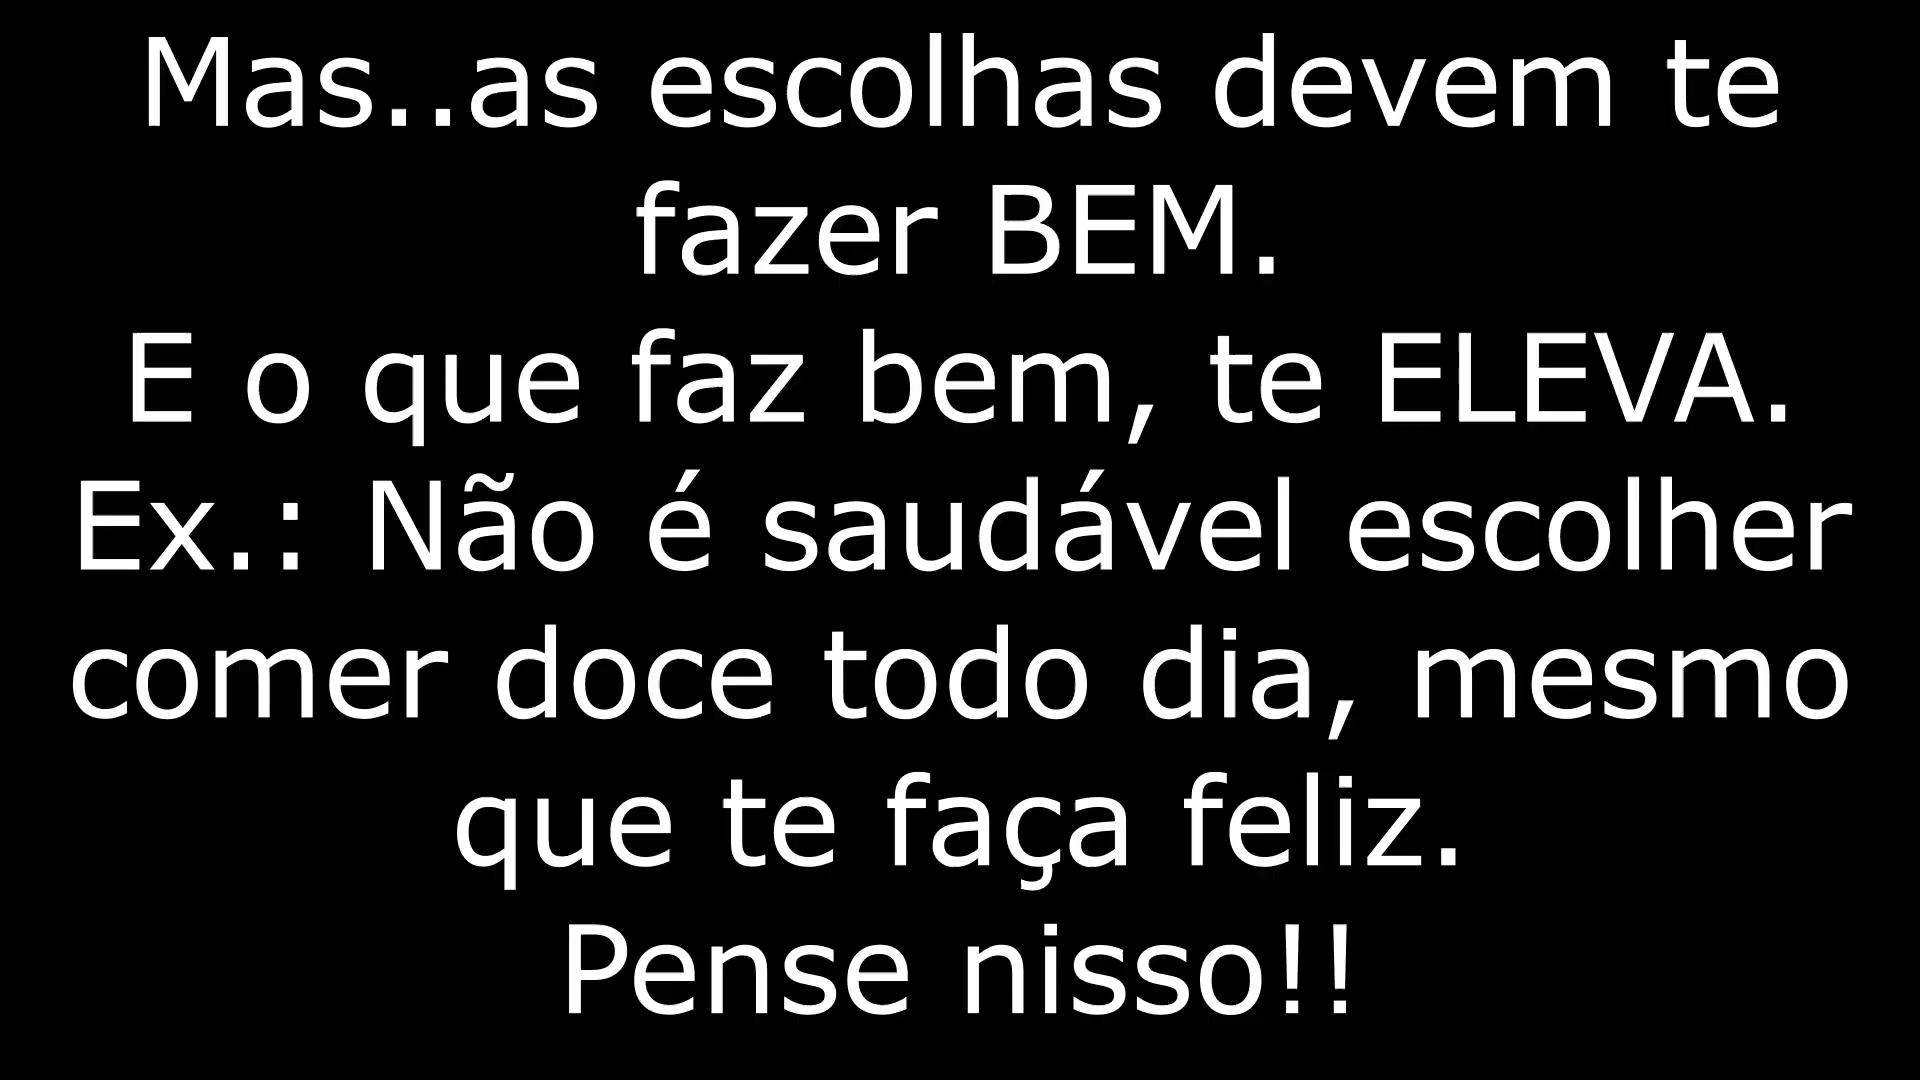 Mas..as escolhas devem te
fazer BEM.
E o que faz bem, te ELEVA.
Ex.: Não é saudável escolher
comer doce todo dia, mesmo
que te faça feliz.
Pense nisso!!